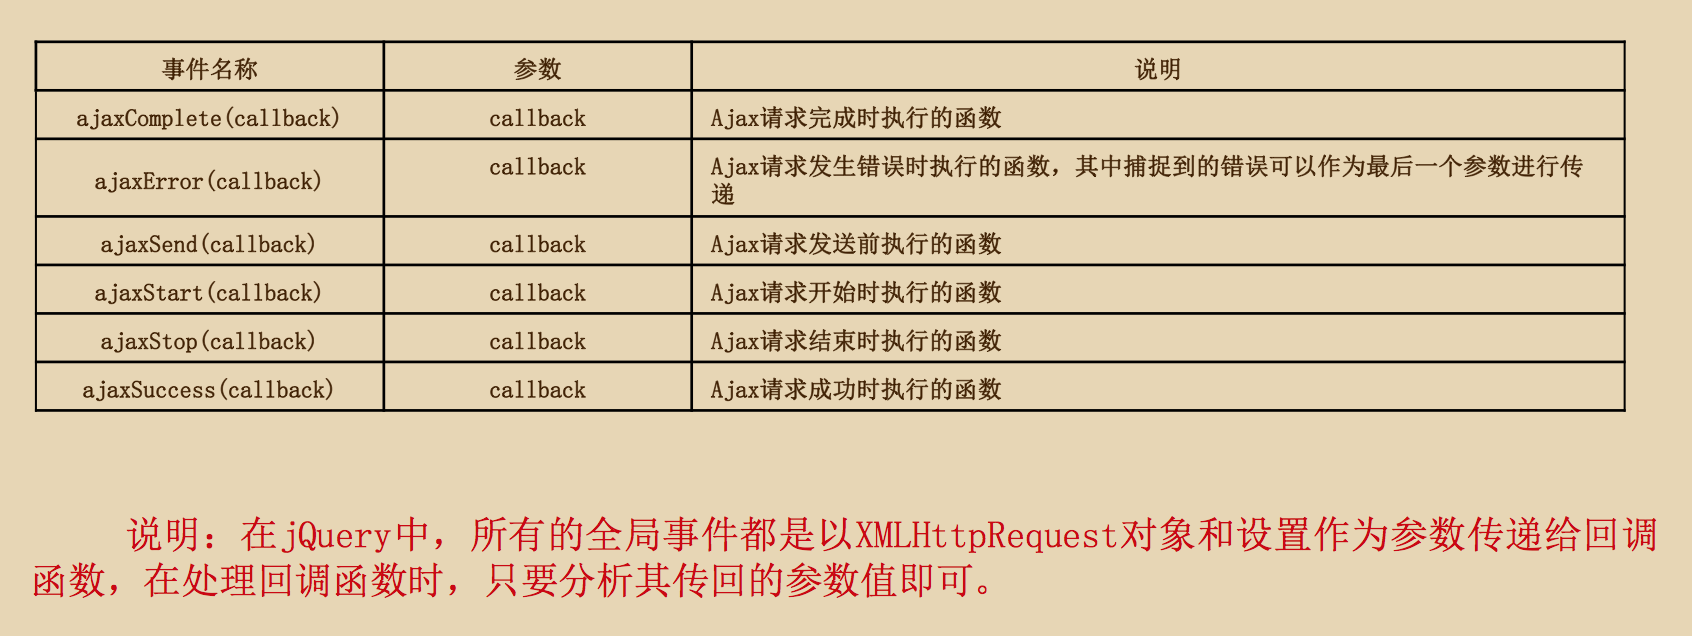 事件名称 参数 说明
ajaxComplete(callback) callback Ajax请求完成时执行的函数
ajaxError(callback) callback Ajax请求发生错误时执行的函数，其中捕捉到的错误可以作为最后一个参数进行传
递
ajaxSend(callback) callback Ajax请求发送前执行的函数
ajaxStart(callback) callback Ajax请求开始时执行的函数
ajaxStop(callback) callback Ajax请求结束时执行的函数
ajaxSuccess(callback) callback Ajax请求成功时执行的函数
说明：在jQuery中，所有的全局事件都是以XMLHttpRequest对象和设置作为参数传递给回调
函数，在处理回调函数时，只要分析其传回的参数值即可。